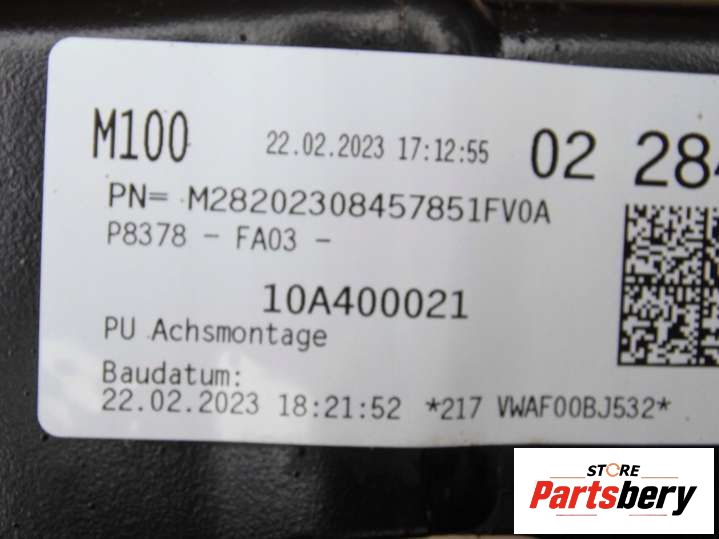 M100 22.02.2023 17:12:55 02 284
PN= M28202308457851FV0A
P8378 - FA03 -
10A400021
PU Achsmontage
Baudatum:
22.02.2023 18:21:52 *217 VWAF00BJ532*
STORE
Partsbery